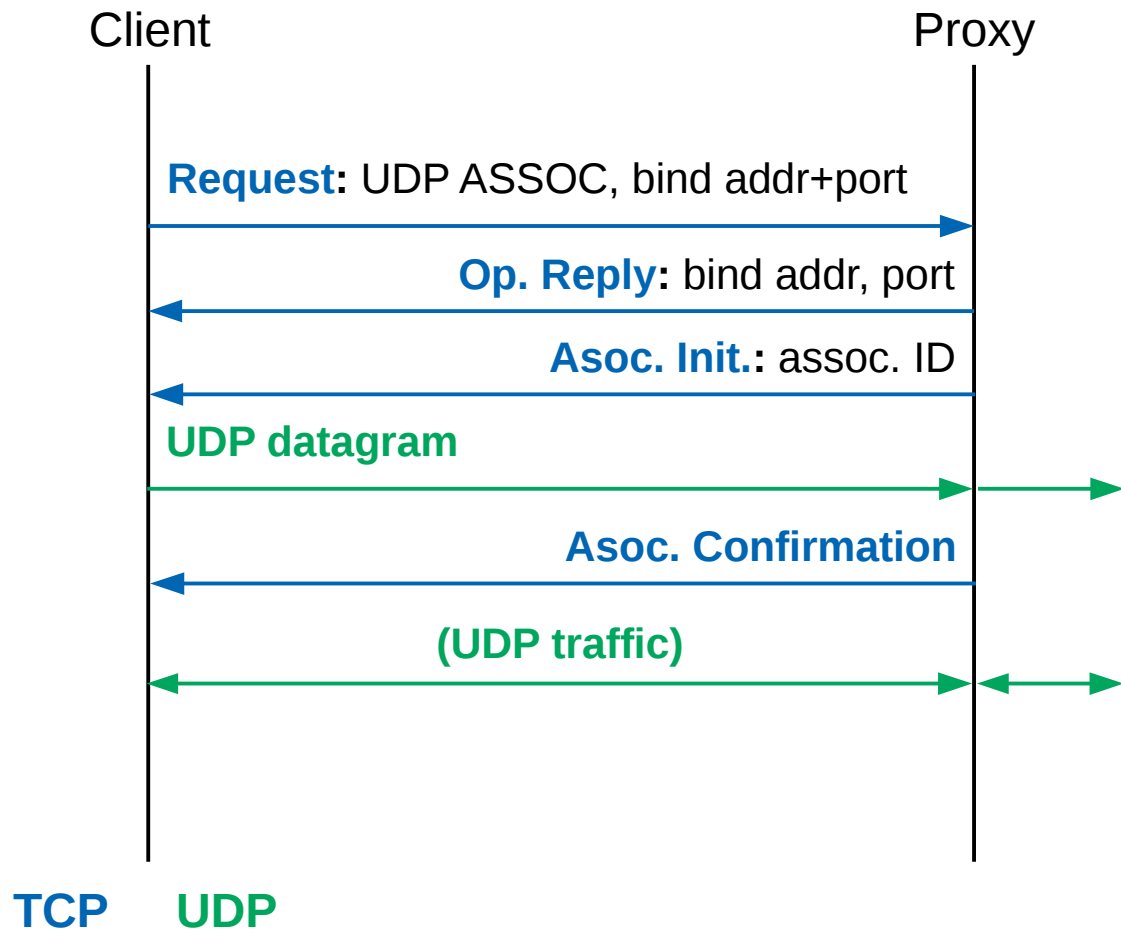 Client Proxy
Request: UDP ASSOC, bind addr+port
Op. Reply: bind addr, port
Asoc. Init.: assoc. ID
UDP datagram
Asoc. Confirmation
(UDP traffic)
TCP UDP